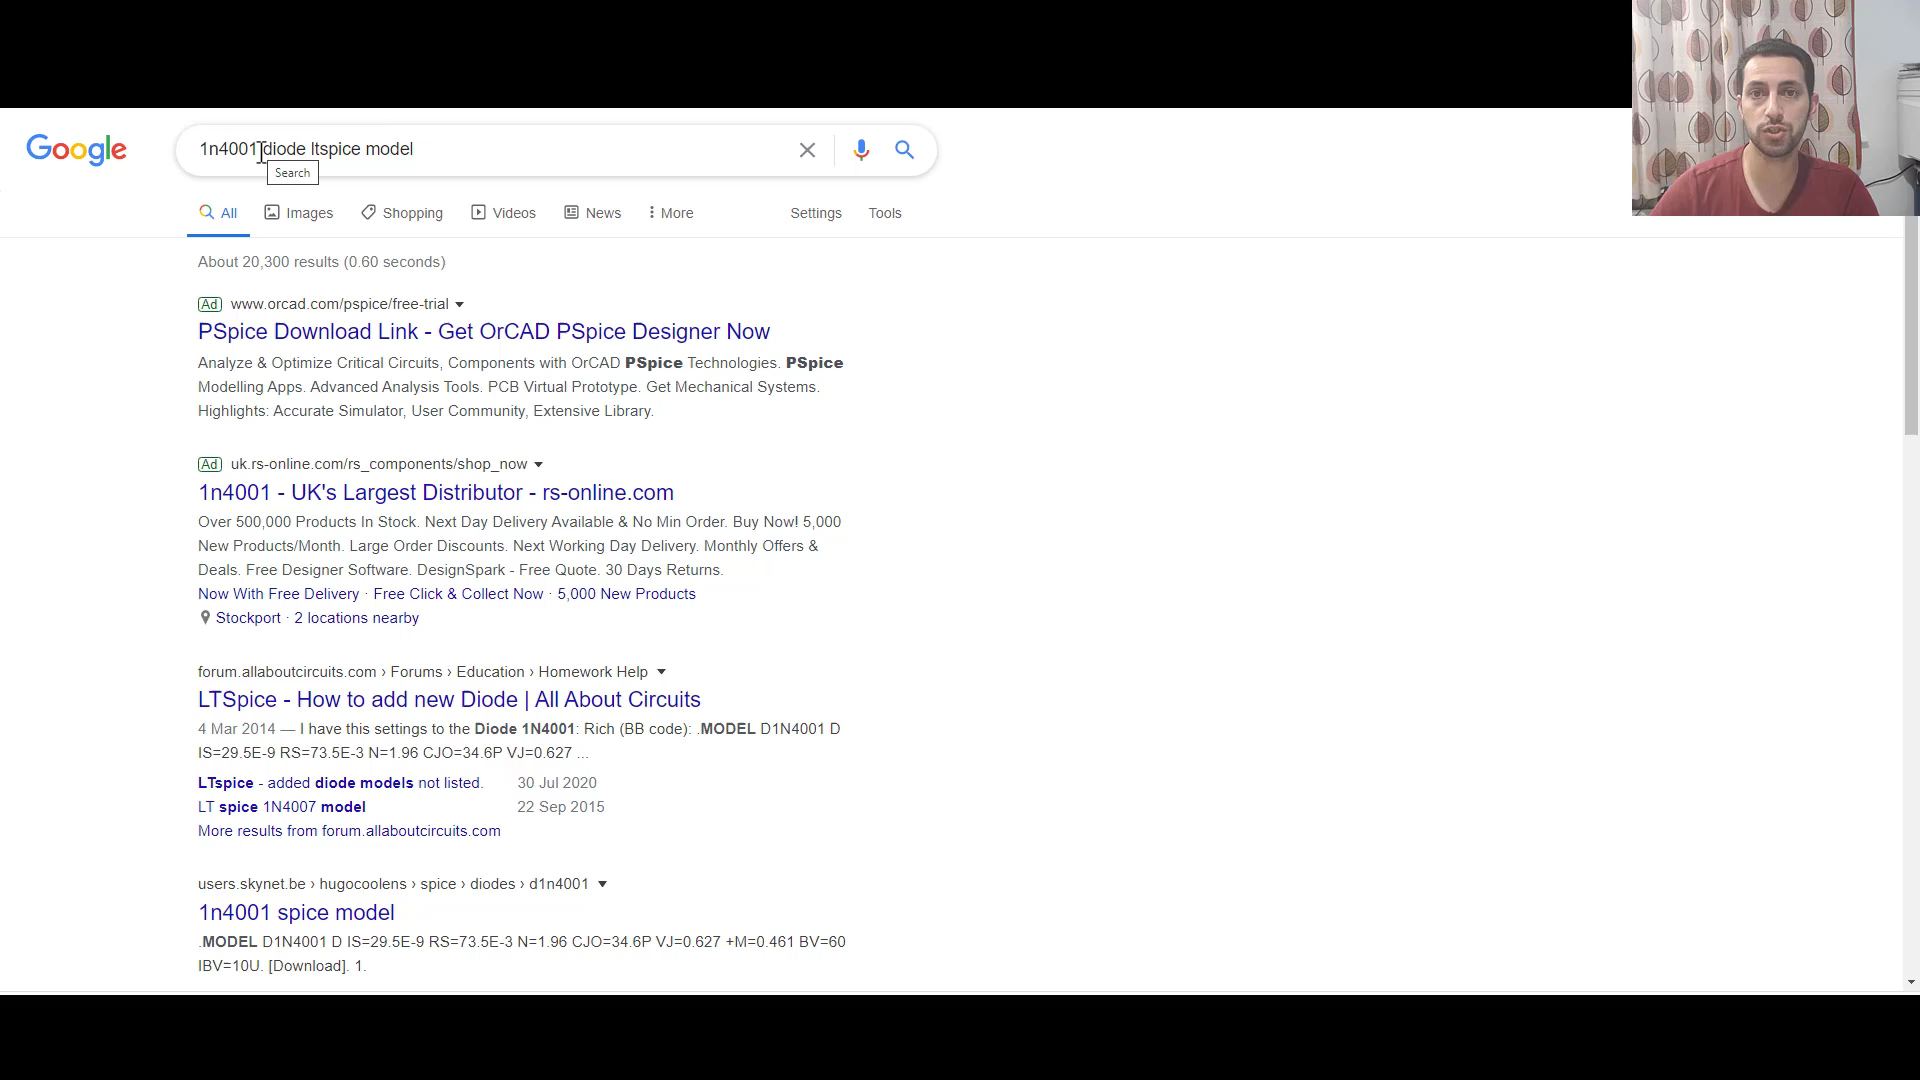 Google
1n4001 diode ltspice model
Search
All Images Shopping Videos News More Settings Tools
About 20,300 results (0.60 seconds)
Ad www.orcad.com/pspice/free-trial
PSpice Download Link - Get OrCAD PSpice Designer Now
Analyze & Optimize Critical Circuits, Components with OrCAD PSpice Technologies. PSpice
Modelling Apps. Advanced Analysis Tools. PCB Virtual Prototype. Get Mechanical Systems.
Highlights: Accurate Simulator, User Community, Extensive Library.
Ad uk.rs-online.com/rs_components/shop_now
1n4001 - UK's Largest Distributor - rs-online.com
Over 500,000 Products In Stock. Next Day Delivery Available & No Min Order. Buy Now! 5,000
New Products/Month. Large Order Discounts. Next Working Day Delivery. Monthly Offers &
Deals. Free Designer Software. DesignSpark - Free Quote. 30 Days Returns.
Now With Free Delivery · Free Click & Collect Now · 5,000 New Products
Stockport · 2 locations nearby
forum.allaboutcircuits.com › Forums › Education › Homework Help
LTSpice - How to add new Diode | All About Circuits
4 Mar 2014 — I have this settings to the Diode 1N4001: Rich (BB code): .MODEL D1N4001 D
IS=29.5E-9 RS=73.5E-3 N=1.96 CJO=34.6P VJ=0.627 ...
LTspice - added diode models not listed. 30 Jul 2020
LT spice 1N4007 model 22 Sep 2015
More results from forum.allaboutcircuits.com
users.skynet.be › hugocoolens › spice › diodes › d1n4001
1n4001 spice model
.MODEL D1N4001 D IS=29.5E-9 RS=73.5E-3 N=1.96 CJO=34.6P VJ=0.627 +M=0.461 BV=60
IBV=10U. [Download]. 1.